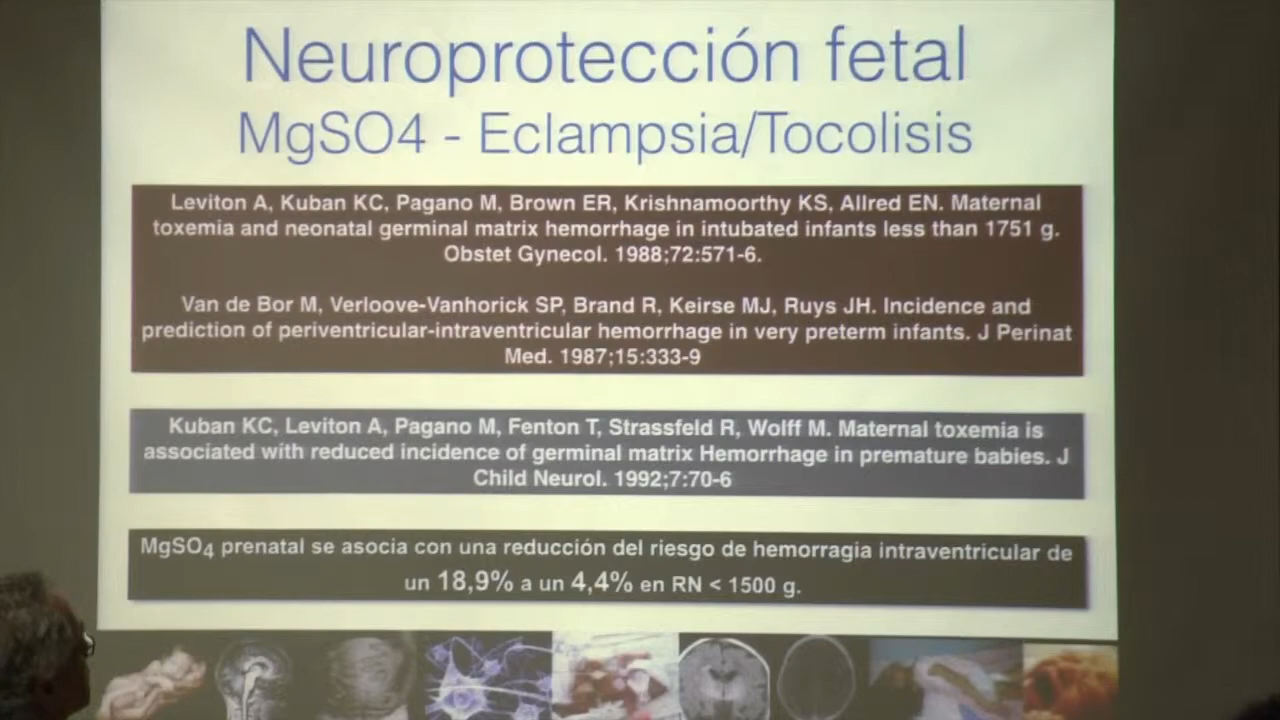 Neuroprotección fetal
MgSO4 - Eclampsia/Tocolisis
Leviton A, Kuban KC, Pagano M, Brown ER, Krishnamoorthy KS, Allred EN. Maternal
toxemia and neonatal germinal matrix hemorrhage in intubated infants less than 1751 g.
Obstet Gynecol. 1988;72:571-6.
Van de Bor M, Verloove-Vanhorick SP, Brand R, Keirse MJ, Ruys JH. Incidence and
prediction of periventricular-intraventricular hemorrhage in very preterm infants. J Perinat
Med. 1987;15:333-9
Kuban KC, Leviton A, Pagano M, Fenton T, Strassfeld R, Wolff M. Maternal toxemia is
associated with reduced incidence of germinal matrix Hemorrhage in premature babies. J
Child Neurol. 1992;7:70-6
MgSO₄ prenatal se asocia con una reducción del riesgo de hemorragia intraventricular de
un 18,9% a un 4,4% en RN < 1500 g.